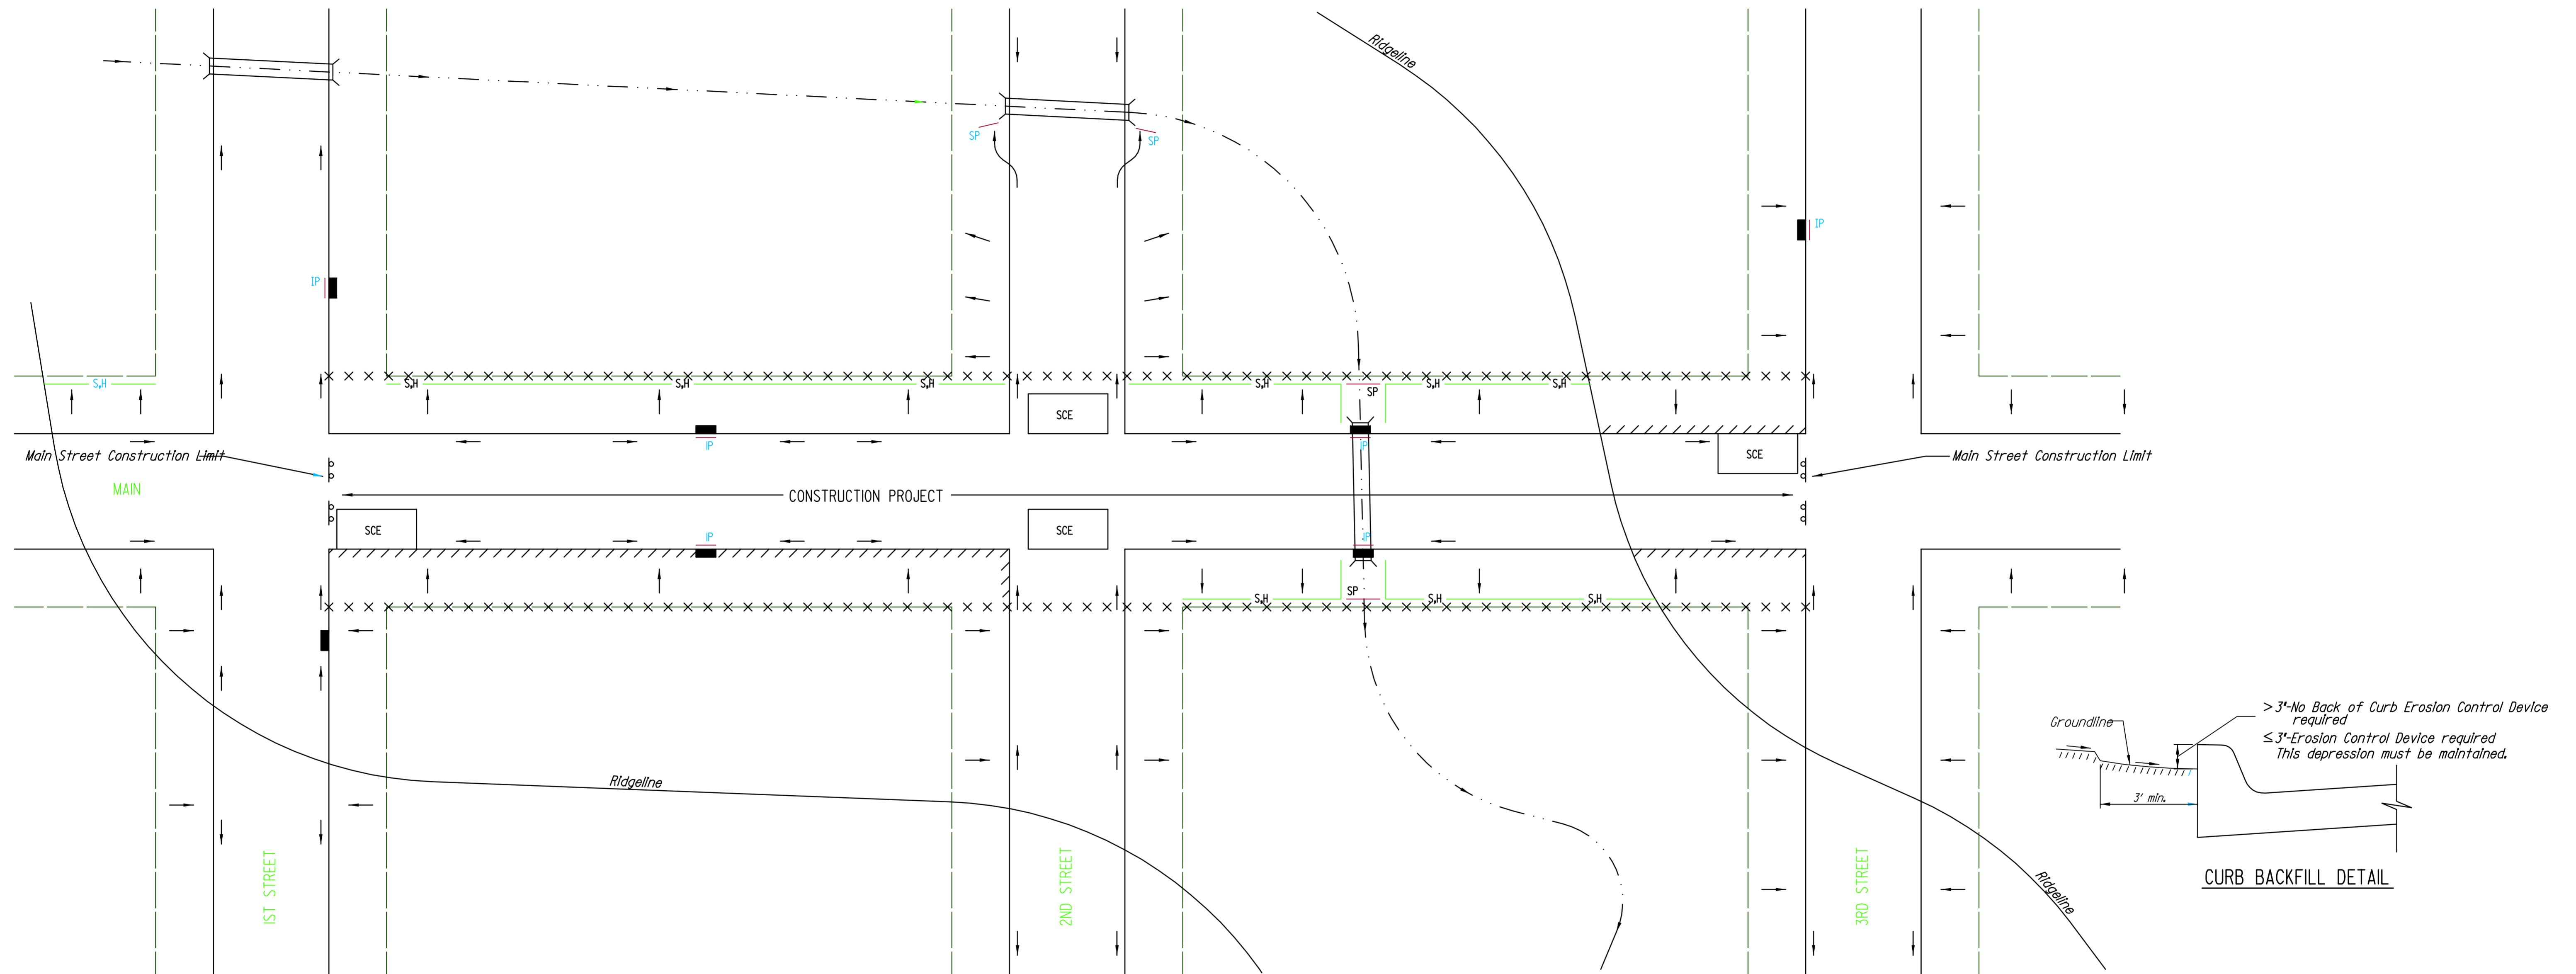 Ridgeline
SP
SP
IP
IP
S,H
S,H
S,H
S,H
S,H
SP
S,H
S,H
SCE
IP
IP
SCE
Main Street Construction Limit
Main Street Construction Limit
MAIN
CONSTRUCTION PROJECT
SCE
SCE
IP
IP
SP
S,H
S,H
S,H
Ridgeline
1ST STREET
2ND STREET
3RD STREET
Ridgeline
Groundline
>3"-No Back of Curb Erosion Control Device
required
≤3"-Erosion Control Device required
This depression must be maintained.
3' min.
CURB BACKFILL DETAIL